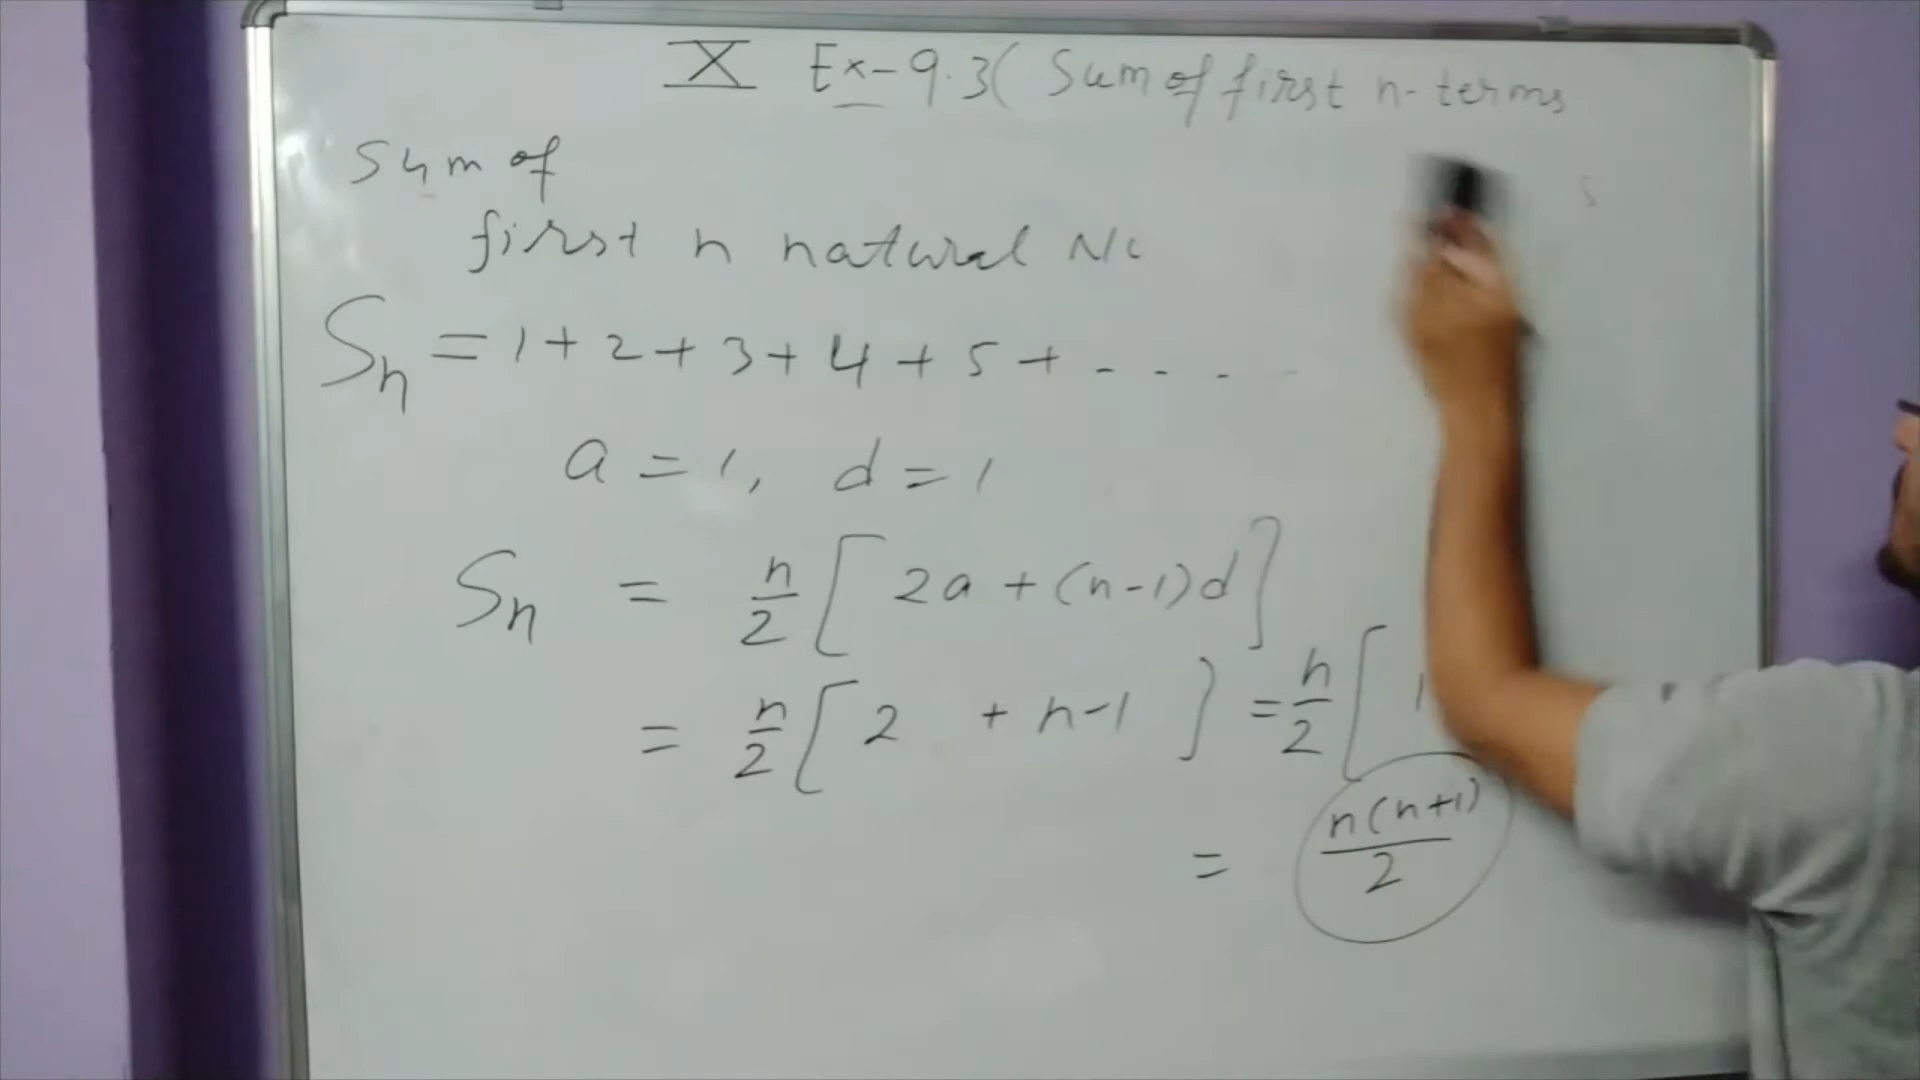 X Ex-9.3( Sum of first n-terms
Sum of
first n natural
Sn = 1+2+3+4+5+ - - - -
a = 1, d = 1
Sn = n/2 [ 2a + (n-1)d ]
= n/2 [ 2 + n-1 ] = n/2 [ 1
= n(n+1)/2